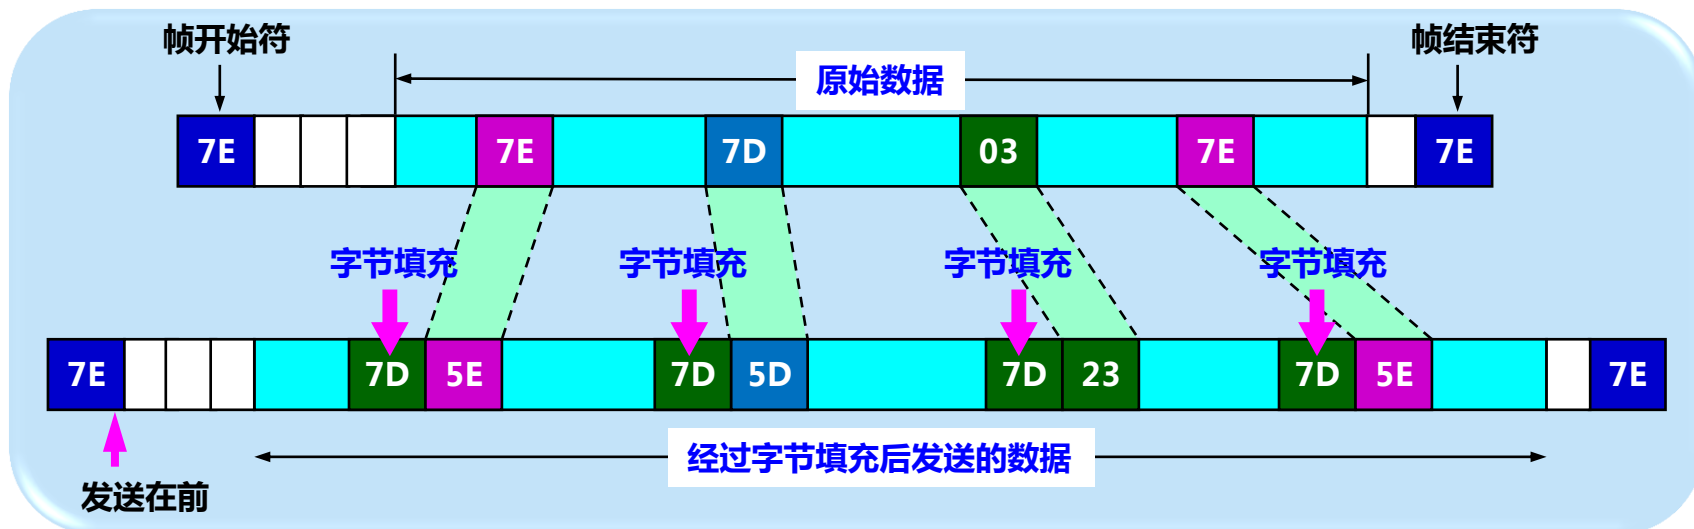 帧开始符
帧结束符
原始数据
7E 7E 7D 03 7E 7E
字节填充 字节填充 字节填充 字节填充
7E 7D 5E 7D 5D 7D 23 7D 5E 7E
经过字节填充后发送的数据
发送在前